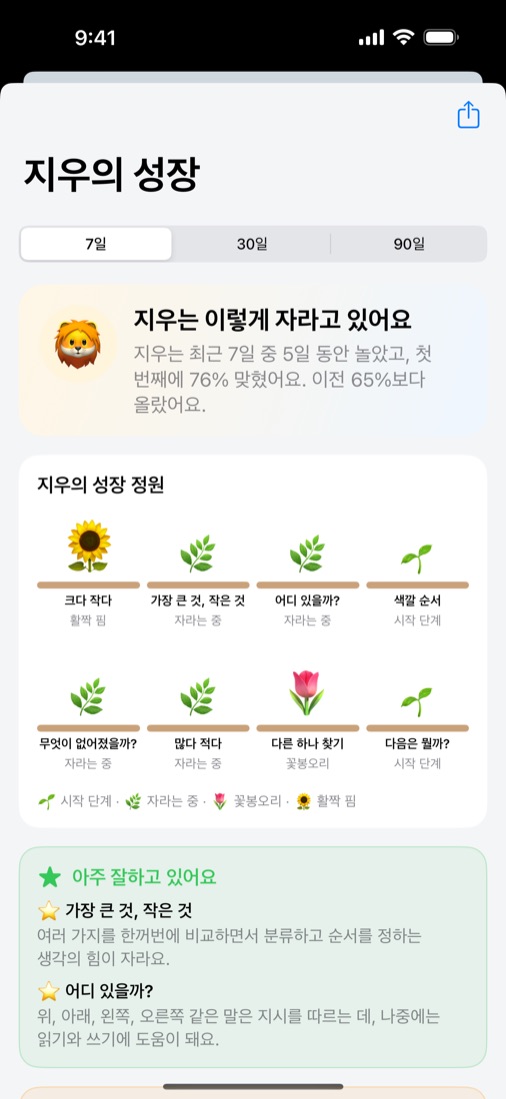 9:41
지우의 성장
7일
30일
90일
지우는 이렇게 자라고 있어요
지우는 최근 7일 중 5일 동안 놀았고, 첫
번째에 76% 맞혔어요. 이전 65%보다
올랐어요.
지우의 성장 정원
크다 작다
활짝 핌
가장 큰 것, 작은 것
자라는 중
어디 있을까?
자라는 중
색깔 순서
시작 단계
무엇이 없어졌을까?
자라는 중
많다 적다
자라는 중
다른 하나 찾기
꽃봉오리
다음은 뭘까?
시작 단계
시작 단계 · 자라는 중 · 꽃봉오리 · 활짝 핌
아주 잘하고 있어요
가장 큰 것, 작은 것
여러 가지를 한꺼번에 비교하면서 분류하고 순서를 정하는
생각의 힘이 자라요.
어디 있을까?
위, 아래, 왼쪽, 오른쪽 같은 말은 지시를 따르는 데, 나중에는
읽기와 쓰기에 도움이 돼요.